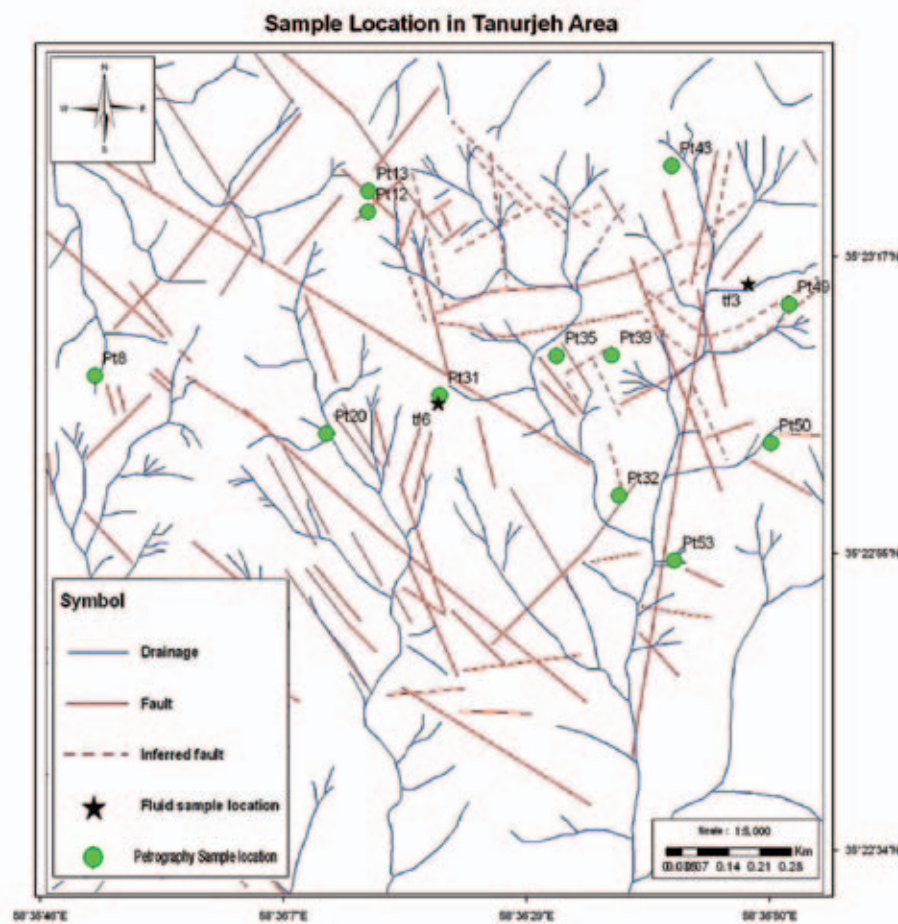 Sample Location in Tanurjeh Area
N
W
E
S
Pt43
Pt13
Pt12
tf3
Pt49
Pt35
Pt39
Pt8
Pt31
tf6
Pt20
Pt50
Pt32
Pt53
Symbol
Drainage
Fault
Inferred fault
Fluid sample location
Petrography Sample location
Scale : 1:5,000
Km
0.14 0.21 0.28